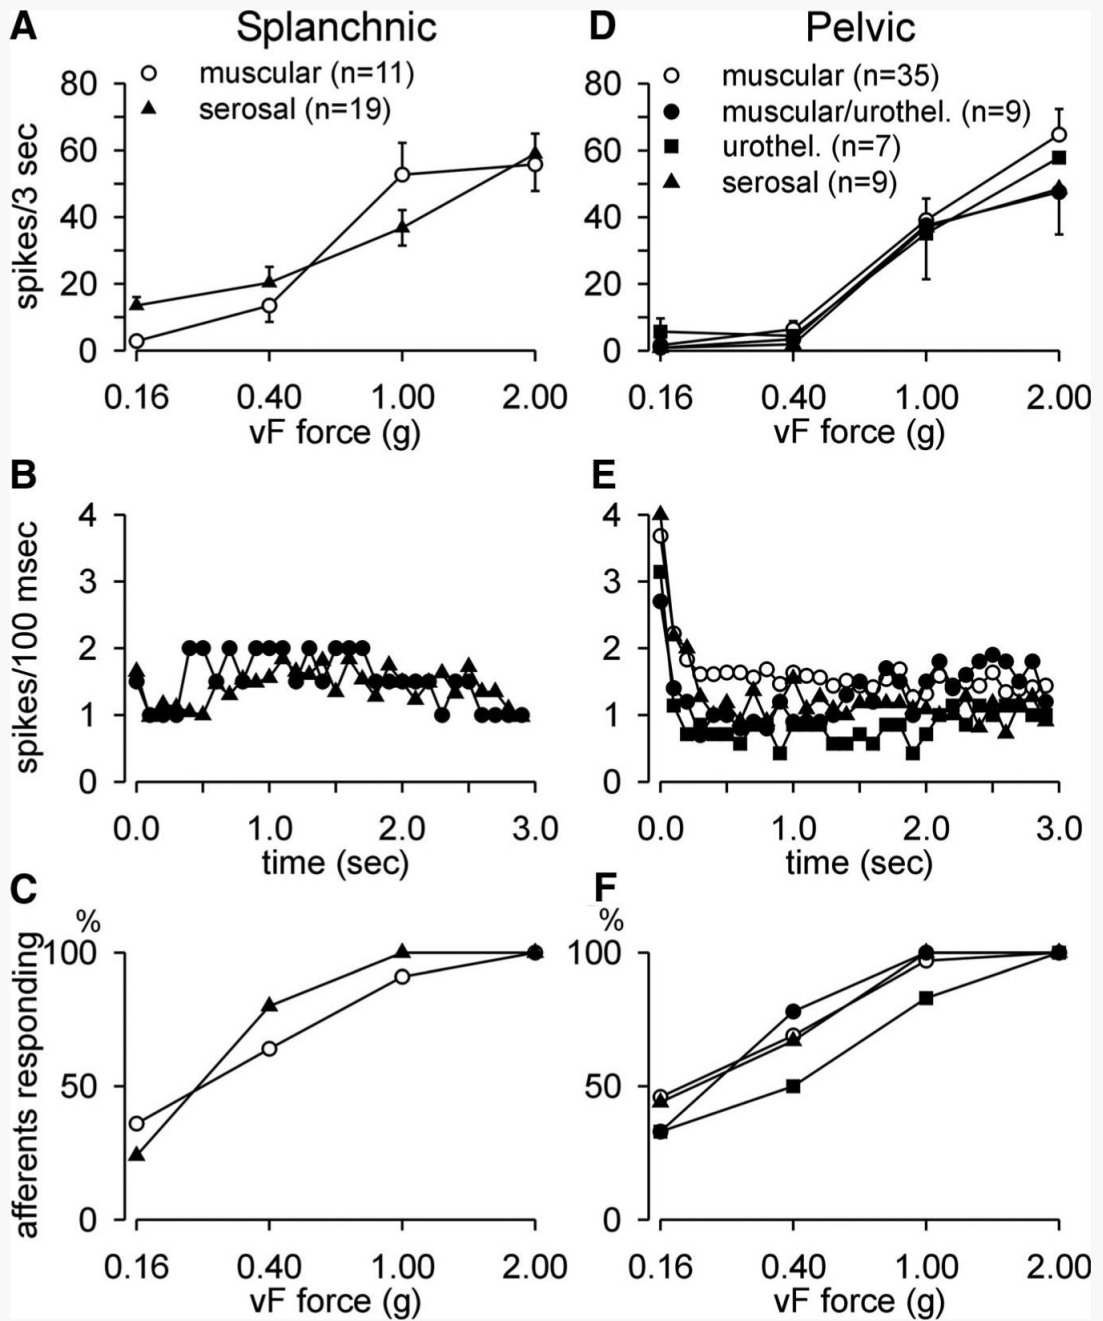 A Splanchnic
muscular (n=11)
serosal (n=19)
spikes/3 sec
80
60
40
20
0
0.16 0.40 1.00 2.00
vF force (g)
D Pelvic
muscular (n=35)
muscular/urothel. (n=9)
urothel. (n=7)
serosal (n=9)
80
60
40
20
0
0.16 0.40 1.00 2.00
vF force (g)
B
spikes/100 msec
4
3
2
1
0
0.0 1.0 2.0 3.0
time (sec)
E
4
3
2
1
0
0.0 1.0 2.0 3.0
time (sec)
C
%
afferents responding
100
50
0
0.16 0.40 1.00 2.00
vF force (g)
F
%
100
50
0
0.16 0.40 1.00 2.00
vF force (g)